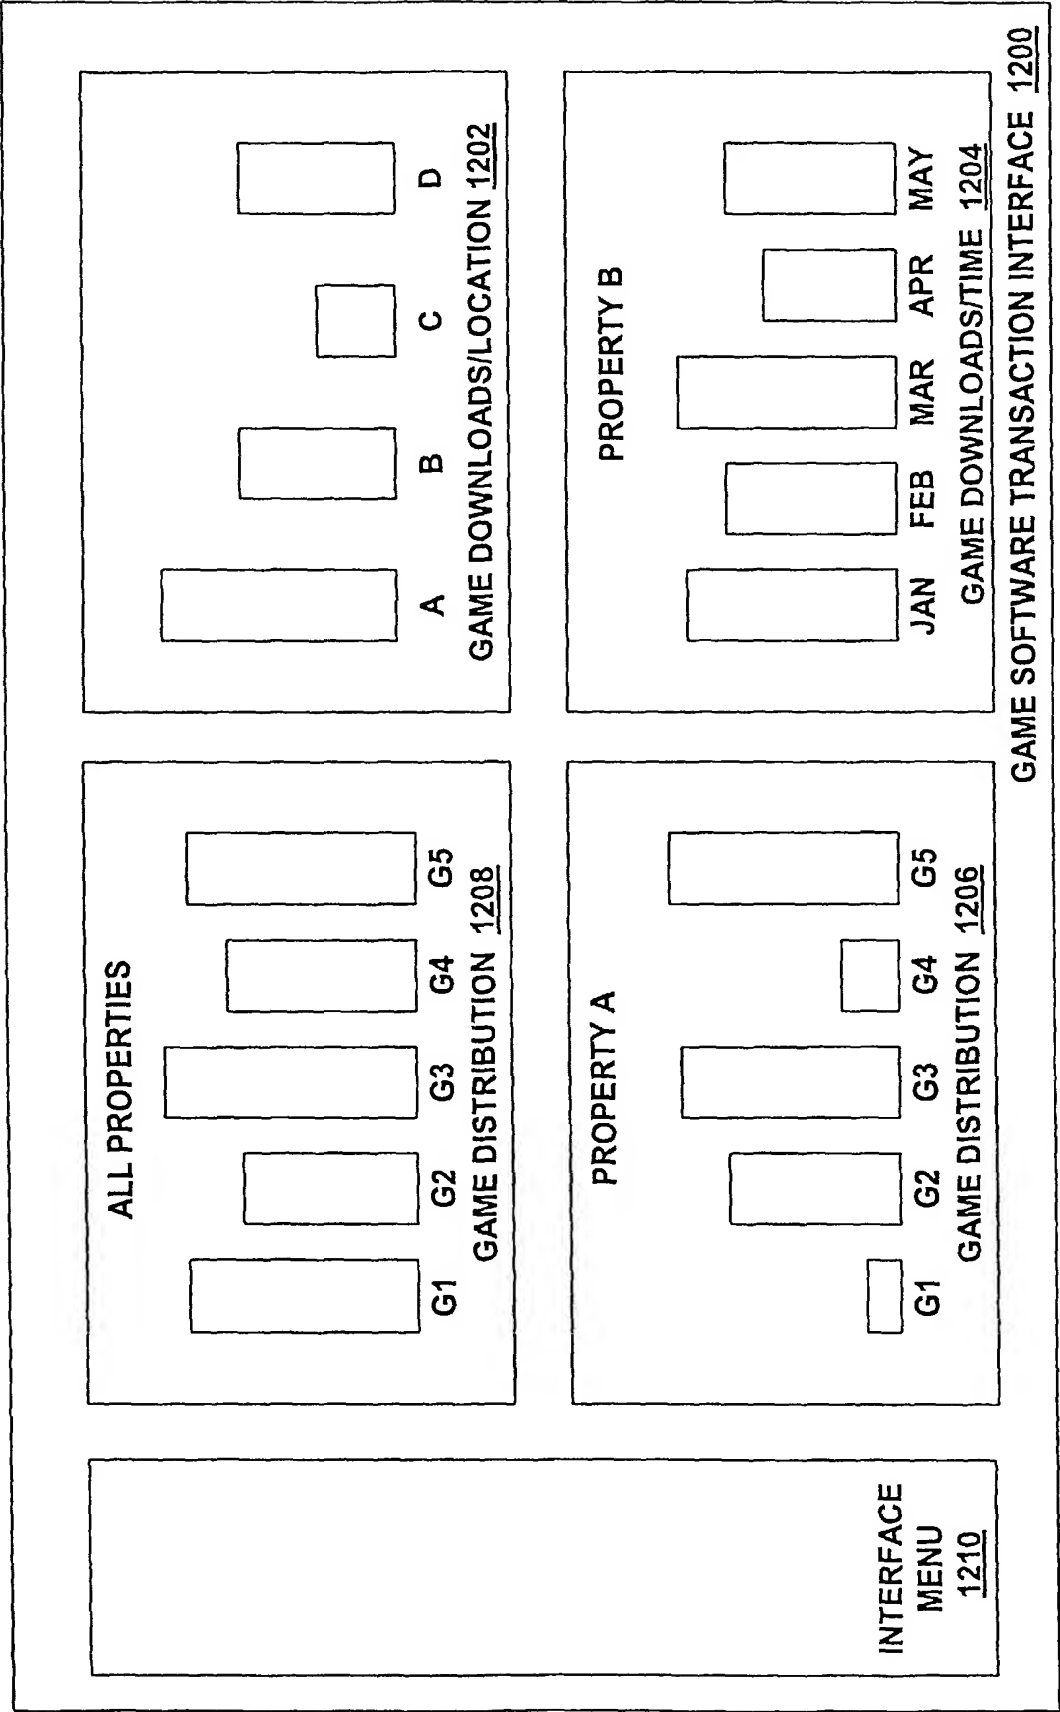 ALL PROPERTIES
G1 G2 G3 G4 G5
GAME DISTRIBUTION 1208
A B C D
GAME DOWNLOADS/LOCATION 1202
PROPERTY A
G1 G2 G3 G4 G5
GAME DISTRIBUTION 1206
PROPERTY B
JAN FEB MAR APR MAY
GAME DOWNLOADS/TIME 1204
INTERFACE
MENU
1210
GAME SOFTWARE TRANSACTION INTERFACE 1200